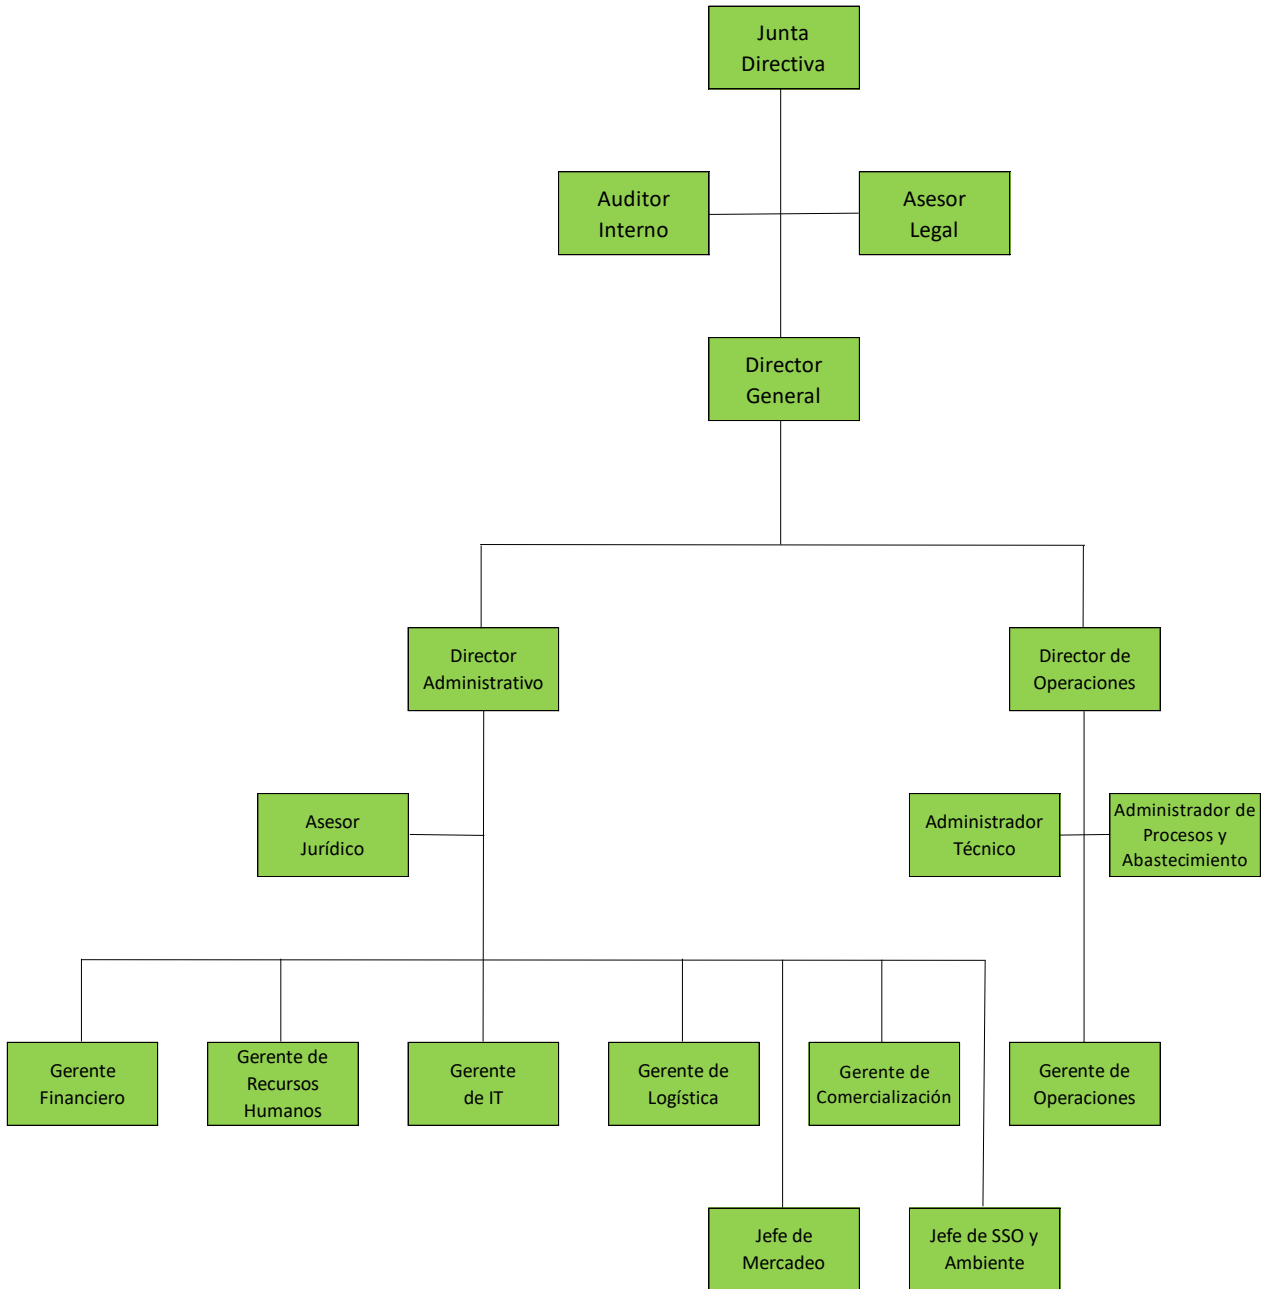 Junta
Directiva
Auditor
Interno
Asesor
Legal
Director
General
Director
Administrativo
Director de
Operaciones
Asesor
Jurídico
Administrador
Técnico
Administrador de
Procesos y
Abastecimiento
Gerente
Financiero
Gerente de
Recursos
Humanos
Gerente
de IT
Gerente de
Logística
Gerente de
Comercialización
Gerente de
Operaciones
Jefe de
Mercadeo
Jefe de SSO y
Ambiente